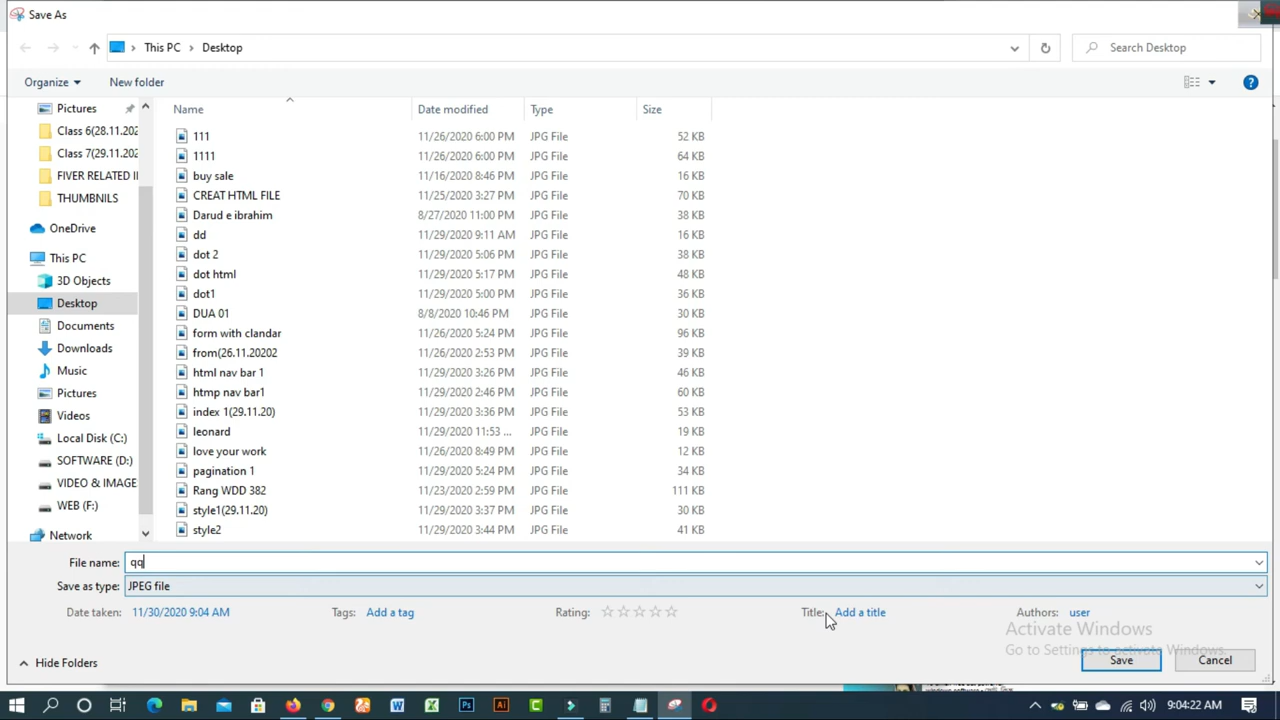 Save As
This PC > Desktop
Search Desktop
Organize
New folder
Pictures
Class 6(28.11.202
Class 7(29.11.202
FIVER RELATED I
THUMBNILS
OneDrive
This PC
3D Objects
Desktop
Documents
Downloads
Music
Pictures
Videos
Local Disk (C:)
SOFTWARE (D:)
VIDEO & IMAGE
WEB (F:)
Network
Name Date modified Type Size
111 11/26/2020 6:00 PM JPG File 52 KB
1111 11/26/2020 6:00 PM JPG File 64 KB
buy sale 11/16/2020 8:46 PM JPG File 16 KB
CREAT HTML FILE 11/25/2020 3:27 PM JPG File 70 KB
Darud e ibrahim 8/27/2020 11:00 PM JPG File 38 KB
dd 11/29/2020 9:11 AM JPG File 16 KB
dot 2 11/29/2020 5:06 PM JPG File 38 KB
dot html 11/29/2020 5:17 PM JPG File 48 KB
dot1 11/29/2020 5:00 PM JPG File 36 KB
DUA 01 8/8/2020 10:46 PM JPG File 30 KB
form with clandar 11/26/2020 5:24 PM JPG File 96 KB
from(26.11.20202 11/26/2020 2:53 PM JPG File 39 KB
html nav bar 1 11/29/2020 3:26 PM JPG File 46 KB
htmp nav bar1 11/29/2020 2:46 PM JPG File 60 KB
index 1(29.11.20) 11/29/2020 3:36 PM JPG File 53 KB
leonard 11/29/2020 11:53 ... JPG File 19 KB
love your work 11/26/2020 8:49 PM JPG File 12 KB
pagination 1 11/29/2020 5:24 PM JPG File 34 KB
Rang WDD 382 11/23/2020 2:59 PM JPG File 111 KB
style1(29.11.20) 11/29/2020 3:37 PM JPG File 30 KB
style2 11/29/2020 3:44 PM JPG File 41 KB
File name: qq
Save as type: JPEG file
Date taken: 11/30/2020 9:04 AM Tags: Add a tag Rating: Title: Add a title Authors: user
Activate Windows
Go to Settings to activate Windows.
Hide Folders
Save Cancel
9:04:22 AM